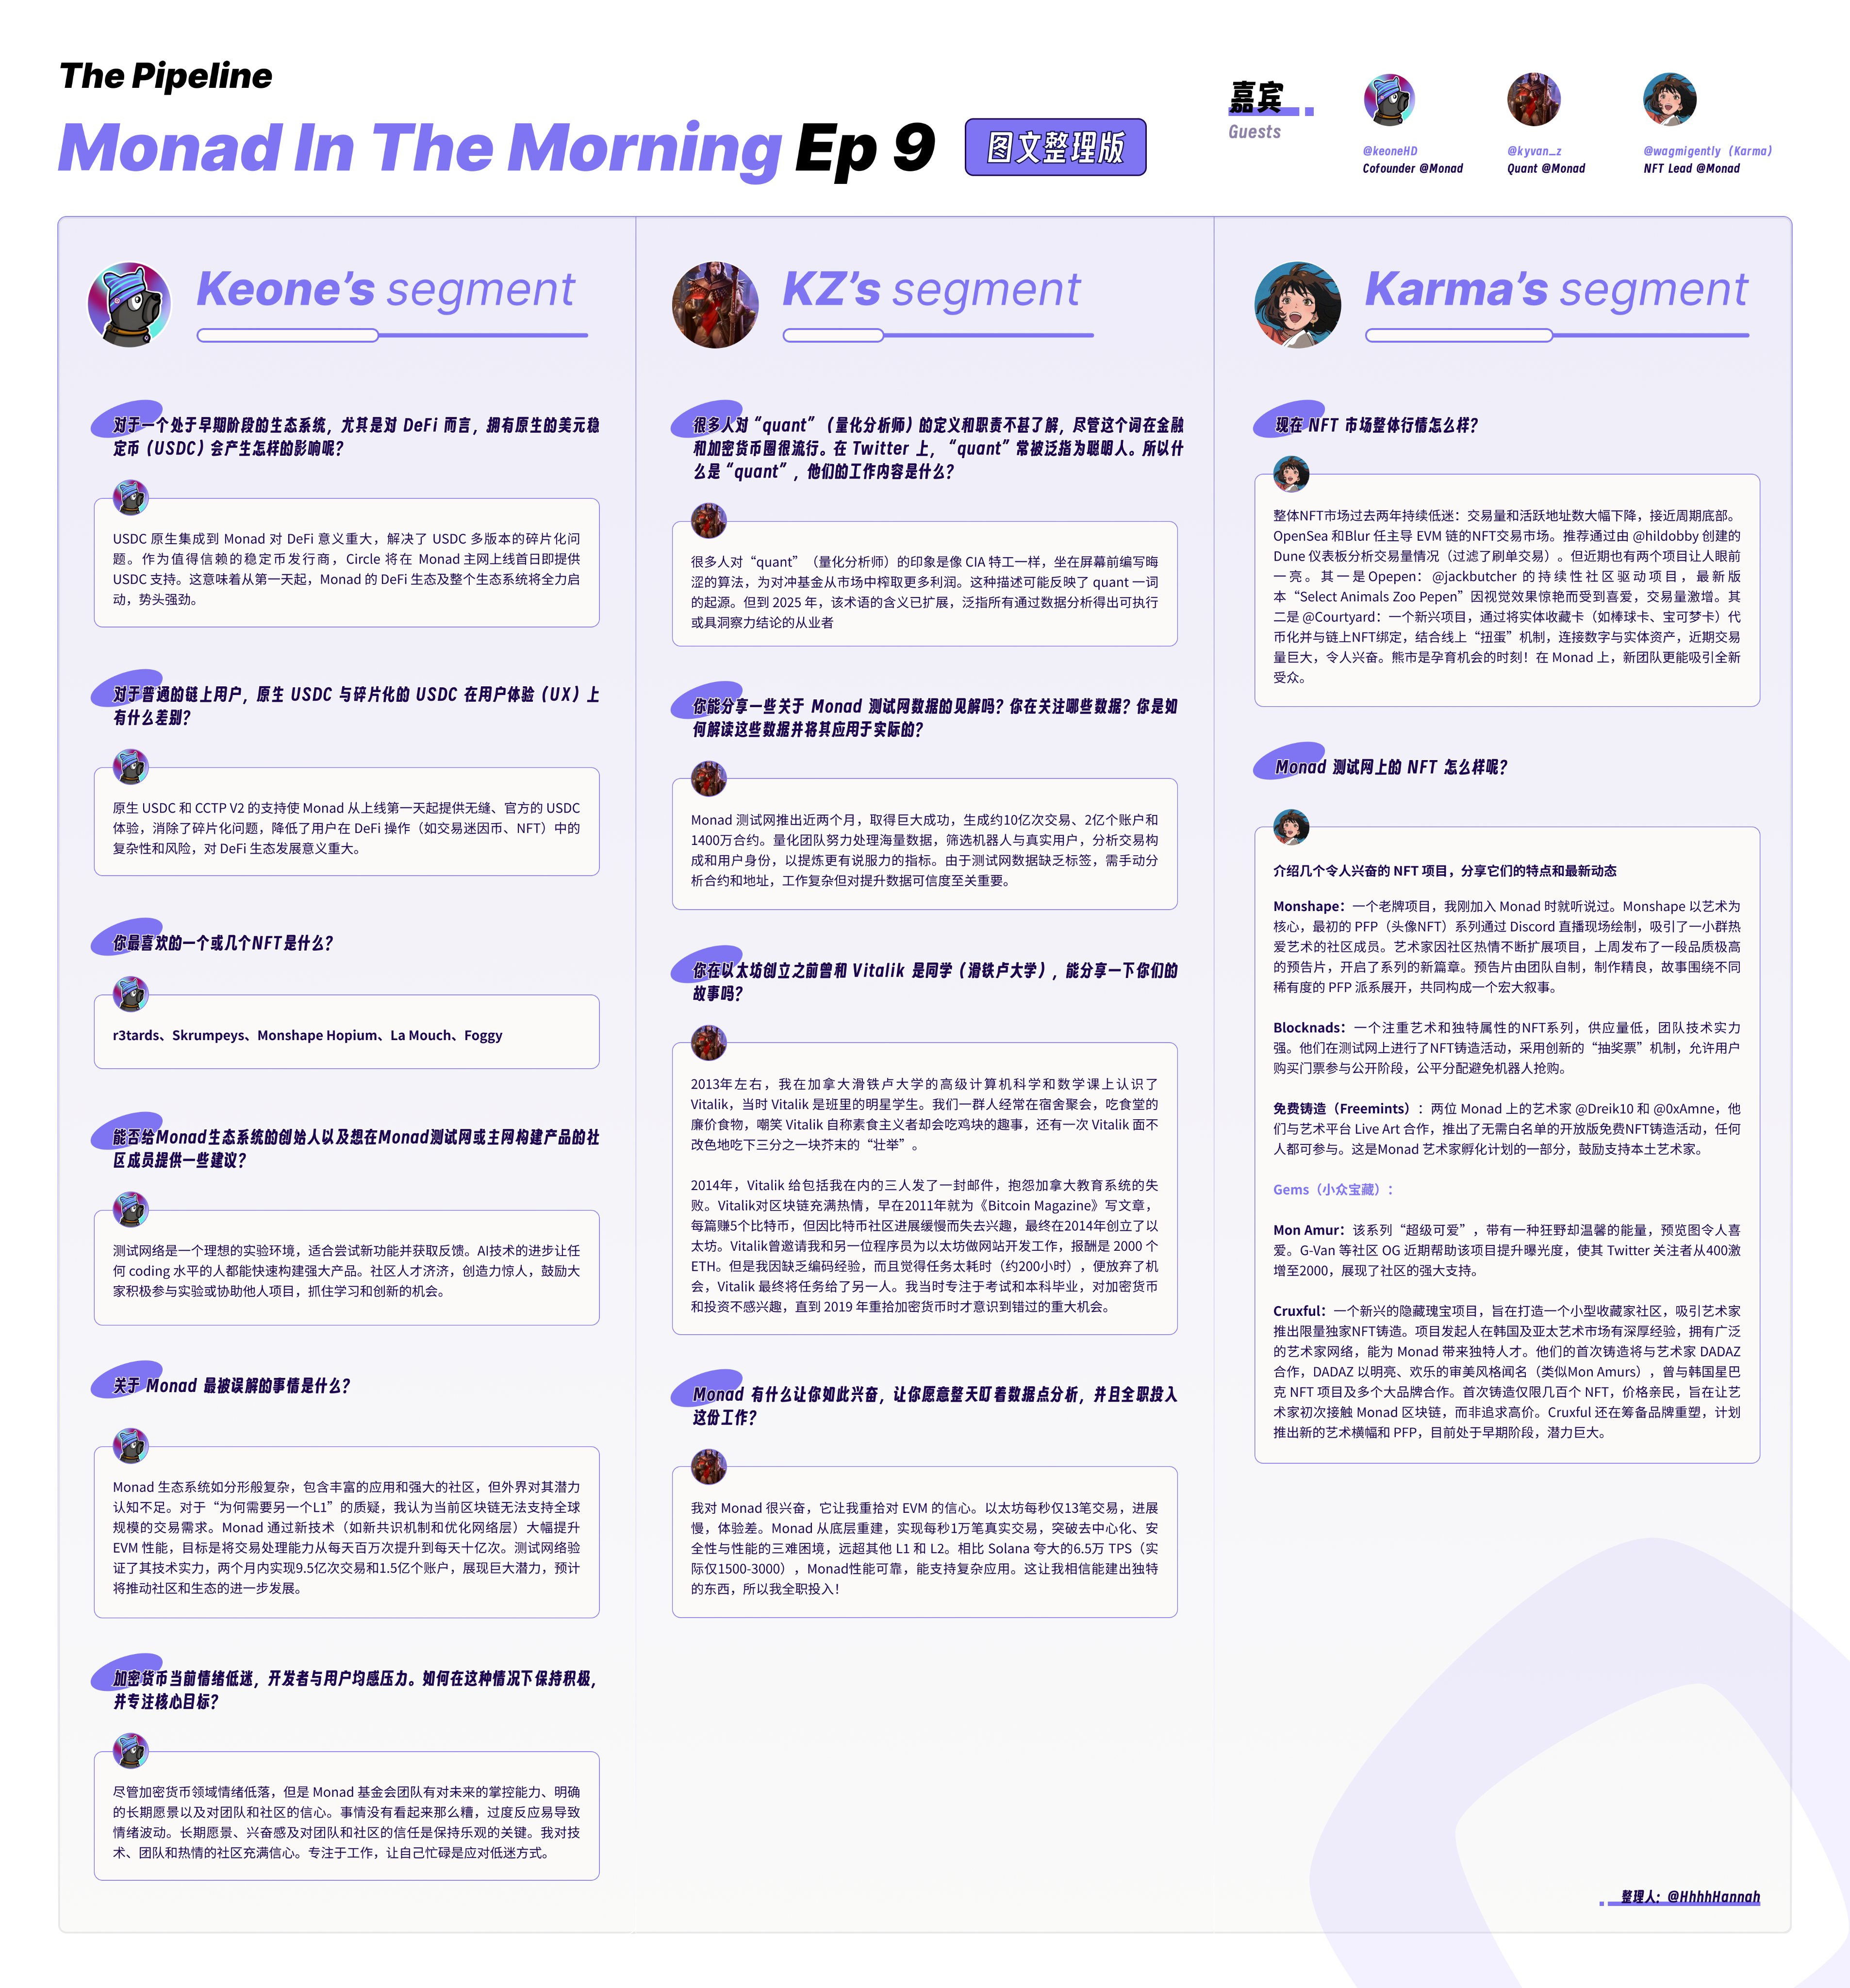 The Pipeline
Monad In The Morning Ep 9
图文整理版
嘉宾
Guests
@keoneHD
Cofounder @Monad
@kyvan_z
Quant @Monad
@wagmigently (Karma)
NFT Lead @Monad
Keone’s segment
对于一个处于早期阶段的生态系统，尤其是对 DeFi 而言，拥有原生的美元稳
定币（USDC）会产生怎样的影响呢？
USDC 原生集成到 Monad 对 DeFi 意义重大，解决了 USDC 多版本的碎片化问
题。作为值得信赖的稳定币发行商，Circle 将在 Monad 主网上线首日即提供
USDC 支持。这意味着从第一天起，Monad 的 DeFi 生态及整个生态系统将全力启
动，势头强劲。
对于普通的链上用户，原生 USDC 与碎片化的 USDC 在用户体验（UX）上
有什么差别？
原生 USDC 和 CCTP V2 的支持使 Monad 从上线第一天起提供无缝、官方的 USDC
体验，消除了碎片化问题，降低了用户在 DeFi 操作（如交易迷因币、NFT）中的
复杂性和风险，对 DeFi 生态发展意义重大。
你最喜欢的一个或几个NFT是什么？
r3tards、Skrumpeys、Monshape Hopium、La Mouch、Foggy
能否给Monad生态系统的创始人以及想在Monad测试网或主网构建产品的社
区成员提供一些建议？
测试网络是一个理想的实验环境，适合尝试新功能并获取反馈。AI技术的进步让任
何 coding 水平的人都能快速构建强大产品。社区人才济济，创造力惊人，鼓励大
家积极参与实验或协助他人项目，抓住学习和创新的机会。
关于 Monad 最被误解的事情是什么？
Monad 生态系统如分形般复杂，包含丰富的应用和强大的社区，但外界对其潜力
认知不足。对于“为何需要另一个L1”的质疑，我认为当前区块链无法支持全球
规模的交易需求。Monad 通过新技术（如新共识机制和优化网络层）大幅提升
EVM 性能，目标是将交易处理能力从每天百万次提升到每天十亿次。测试网络验
证了其技术实力，两个月内实现9.5亿次交易和1.5亿个账户，展现巨大潜力，预计
将推动社区和生态的进一步发展。
加密货币当前情绪低迷，开发者与用户均感压力。如何在这种情况下保持积极，
并专注核心目标？
尽管加密货币领域情绪低落，但是 Monad 基金会团队有对未来的掌控能力、明确
的长期愿景以及对团队和社区的信心。事情没有看起来那么糟，过度反应易导致
情绪波动。长期愿景、兴奋感及对团队和社区的信任是保持乐观的关键。我对技
术、团队和热情的社区充满信心。专注于工作，让自己忙碌是应对低迷方式。
KZ’s segment
很多人对“quant”（量化分析师）的定义和职责不甚了解，尽管这个词在金融
和加密货币圈很流行。在 Twitter 上，“quant”常被泛指为聪明人。所以什
么是“quant”，他们的工作内容是什么？
很多人对“quant”（量化分析师）的印象是像 CIA 特工一样，坐在屏幕前编写晦
涩的算法，为对冲基金从市场中榨取更多利润。这种描述可能反映了 quant 一词
的起源。但到 2025 年，该术语的含义已扩展，泛指所有通过数据分析得出可执行
或具洞察力结论的从业者
你能分享一些关于 Monad 测试网数据的见解吗？你在关注哪些数据？你是如
何解读这些数据并将其应用于实际的？
Monad 测试网推出近两个月，取得巨大成功，生成约10亿次交易、2亿个账户和
1400万合约。量化团队努力处理海量数据，筛选机器人与真实用户，分析交易构
成和用户身份，以提炼更有说服力的指标。由于测试网数据缺乏标签，需手动分
析合约和地址，工作复杂但对提升数据可信度至关重要。
你在以太坊创立之前曾和 Vitalik 是同学（滑铁卢大学），能分享一下你们的
故事吗？
2013年左右，我在加拿大滑铁卢大学的高级计算机科学和数学课上认识了
Vitalik，当时 Vitalik 是班里的明星学生。我们一群人经常在宿舍聚会，吃食堂的
廉价食物，嘲笑 Vitalik 自称素食主义者却会吃鸡块的趣事，还有一次 Vitalik 面不
改色地吃下三分之一块芥末的“壮举”。
2014年，Vitalik 给包括我在内的三人发了一封邮件，抱怨加拿大教育系统的失
败。Vitalik对区块链充满热情，早在2011年就为《Bitcoin Magazine》写文章，
每篇赚5个比特币，但因比特币社区进展缓慢而失去兴趣，最终在2014年创立了以
太坊。Vitalik曾邀请我和另一位程序员为以太坊做网站开发工作，报酬是 2000 个
ETH。但是我因缺乏编码经验，而且觉得任务太耗时（约200小时），便放弃了机
会，Vitalik 最终将任务给了另一人。我当时专注于考试和本科毕业，对加密货币
和投资不感兴趣，直到 2019 年重拾加密货币时才意识到错过的重大机会。
Monad 有什么让你如此兴奋，让你愿意整天盯着数据点分析，并且全职投入
这份工作？
我对 Monad 很兴奋，它让我重拾对 EVM 的信心。以太坊每秒仅13笔交易，进展
慢，体验差。Monad 从底层重建，实现每秒1万笔真实交易，突破去中心化、安
全性与性能的三难困境，远超其他 L1 和 L2。相比 Solana 夸大的6.5万 TPS（实
际仅1500-3000），Monad性能可靠，能支持复杂应用。这让我相信能建出独特
的东西，所以我全职投入！
Karma’s segment
现在 NFT 市场整体行情怎么样？
整体NFT市场过去两年持续低迷：交易量和活跃地址数大幅下降，接近周期底部。
OpenSea 和Blur 任主导 EVM 链的NFT交易市场。推荐通过由 @hildobby 创建的
Dune 仪表板分析交易量情况（过滤了刷单交易）。但近期也有两个项目让人眼前
一亮。其一是Opepen：@jackbutcher 的持续性社区驱动项目，最新版
本“Select Animals Zoo Pepen”因视觉效果惊艳而受到喜爱，交易量激增。其
二是 @Courtyard：一个新兴项目，通过将实体收藏卡（如棒球卡、宝可梦卡）代
币化并与链上NFT绑定，结合线上“扭蛋”机制，连接数字与实体资产，近期交易
量巨大，令人兴奋。熊市是孕育机会的时刻！在 Monad 上，新团队更能吸引全新
受众。
Monad 测试网上的 NFT 怎么样呢？
介绍几个令人兴奋的 NFT 项目，分享它们的特点和最新动态
Monshape：一个老牌项目，我刚加入 Monad 时就听说过。Monshape 以艺术为
核心，最初的 PFP（头像NFT）系列通过 Discord 直播现场绘制，吸引了一小群热
爱艺术的社区成员。艺术家因社区热情不断扩展项目，上周发布了一段品质极高
的预告片，开启了系列的新篇章。预告片由团队自制，制作精良，故事围绕不同
稀有度的 PFP 派系展开，共同构成一个宏大叙事。
Blocknads：一个注重艺术和独特属性的NFT系列，供应量低，团队技术实力
强。他们在测试网上进行了NFT铸造活动，采用创新的“抽奖票”机制，允许用户
购买门票参与公开阶段，公平分配避免机器人抢购。
免费铸造（Freemints）：两位 Monad 上的艺术家 @Dreik10 和 @0xAmne，他
们与艺术平台 Live Art 合作，推出了无需白名单的开放版免费NFT铸造活动，任何
人都可参与。这是Monad 艺术家孵化计划的一部分，鼓励支持本土艺术家。
Gems（小众宝藏）：
Mon Amur：该系列“超级可爱”，带有一种狂野却温馨的能量，预览图令人喜
爱。G-Van 等社区 OG 近期帮助该项目提升曝光度，使其 Twitter 关注者从400激
增至2000，展现了社区的强大支持。
Cruxful：一个新兴的隐藏瑰宝项目，旨在打造一个小型收藏家社区，吸引艺术家
推出限量独家NFT铸造。项目发起人在韩国及亚太艺术市场有深厚经验，拥有广泛
的艺术家网络，能为 Monad 带来独特人才。他们的首次铸造将与艺术家 DADAZ
合作，DADAZ 以明亮、欢乐的审美风格闻名（类似Mon Amurs），曾与韩国星巴
克 NFT 项目及多个大品牌合作。首次铸造仅限几百个 NFT，价格亲民，旨在让艺
术家初次接触 Monad 区块链，而非追求高价。Cruxful 还在筹备品牌重塑，计划
推出新的艺术横幅和 PFP，目前处于早期阶段，潜力巨大。
整理人：@HhhhHannah